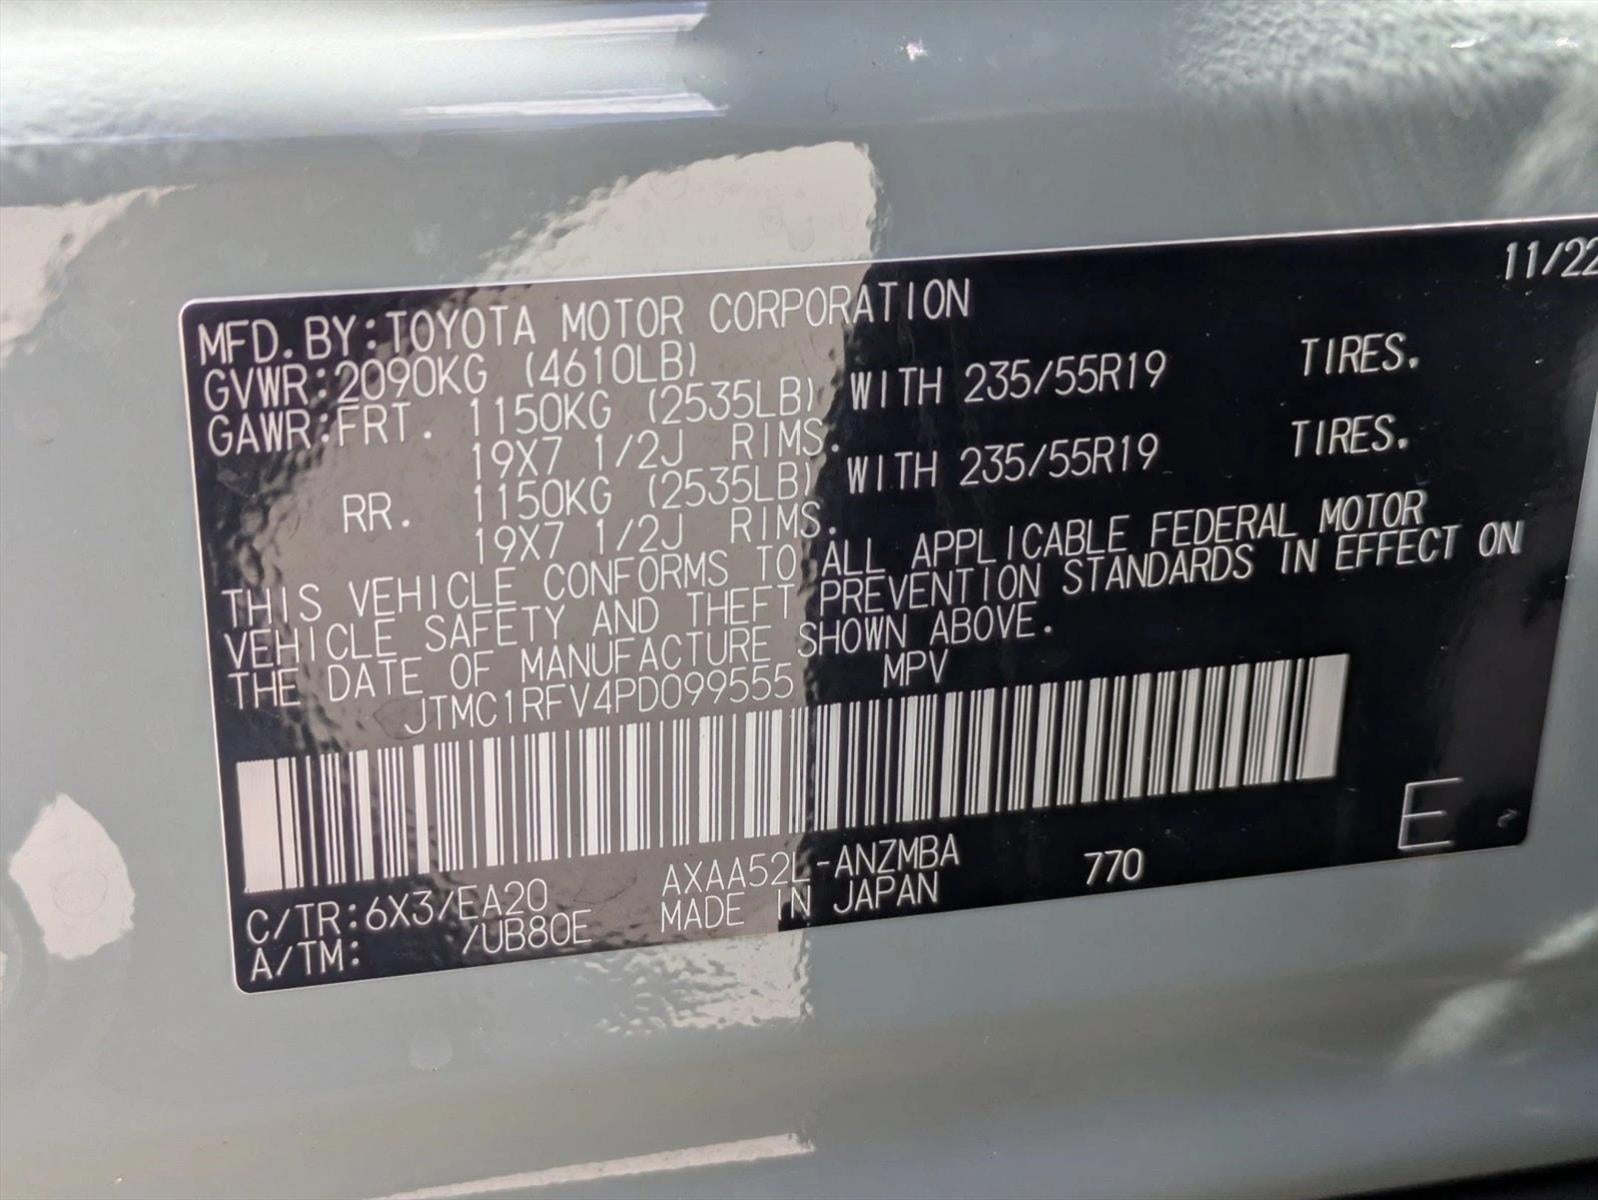 11/22
MFD.BY:TOYOTA MOTOR CORPORATION
GVWR:2090KG (4610LB)
GAWR:FRT. 1150KG (2535LB) WITH 235/55R19 TIRES.
19X7 1/2J RIMS.
RR. 1150KG (2535LB) WITH 235/55R19 TIRES.
19X7 1/2J RIMS.
THIS VEHICLE CONFORMS TO ALL APPLICABLE FEDERAL MOTOR
VEHICLE SAFETY AND THEFT PREVENTION STANDARDS IN EFFECT ON
THE DATE OF MANUFACTURE SHOWN ABOVE.
JTMC1RFV4PD099555 MPV
C/TR:6X3/EA20 AXAA52L-ANZMBA 770
A/TM: /UB80E MADE IN JAPAN
E